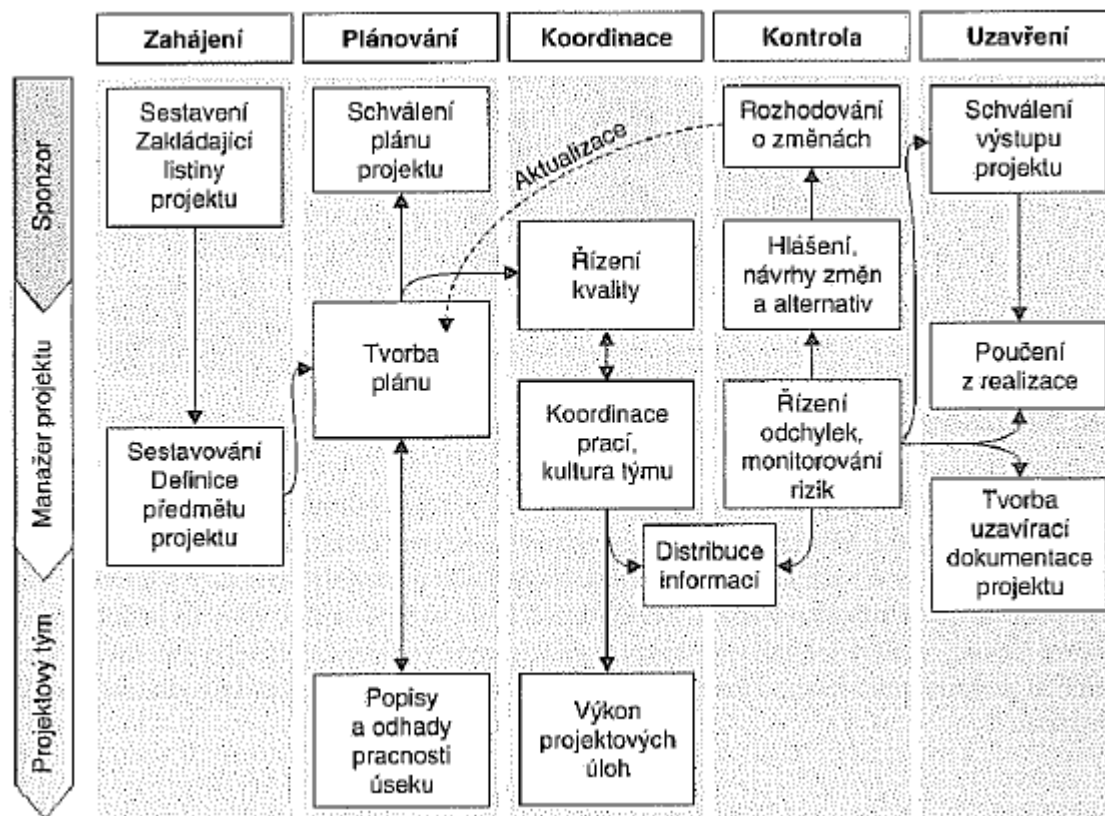 Zahájení
Plánování
Koordinace
Kontrola
Uzavření
Sponzor
Manažer projektu
Projektový tým
Sestavení
Zakládající
listiny
projektu
Sestavování
Definice
předmětu
projektu
Schválení
plánu
projektu
Tvorba
plánu
Popisy
a odhady
pracnosti
úseku
Aktualizace
Řízení
kvality
Koordinace
prací,
kultura týmu
Distribuce
informací
Výkon
projektových
úloh
Rozhodování
o změnách
Hlášení,
návrhy změn
a alternativ
Řízení
odchylek,
monitorování
rizik
Schválení
výstupu
projektu
Poučení
z realizace
Tvorba
uzavírací
dokumentace
projektu